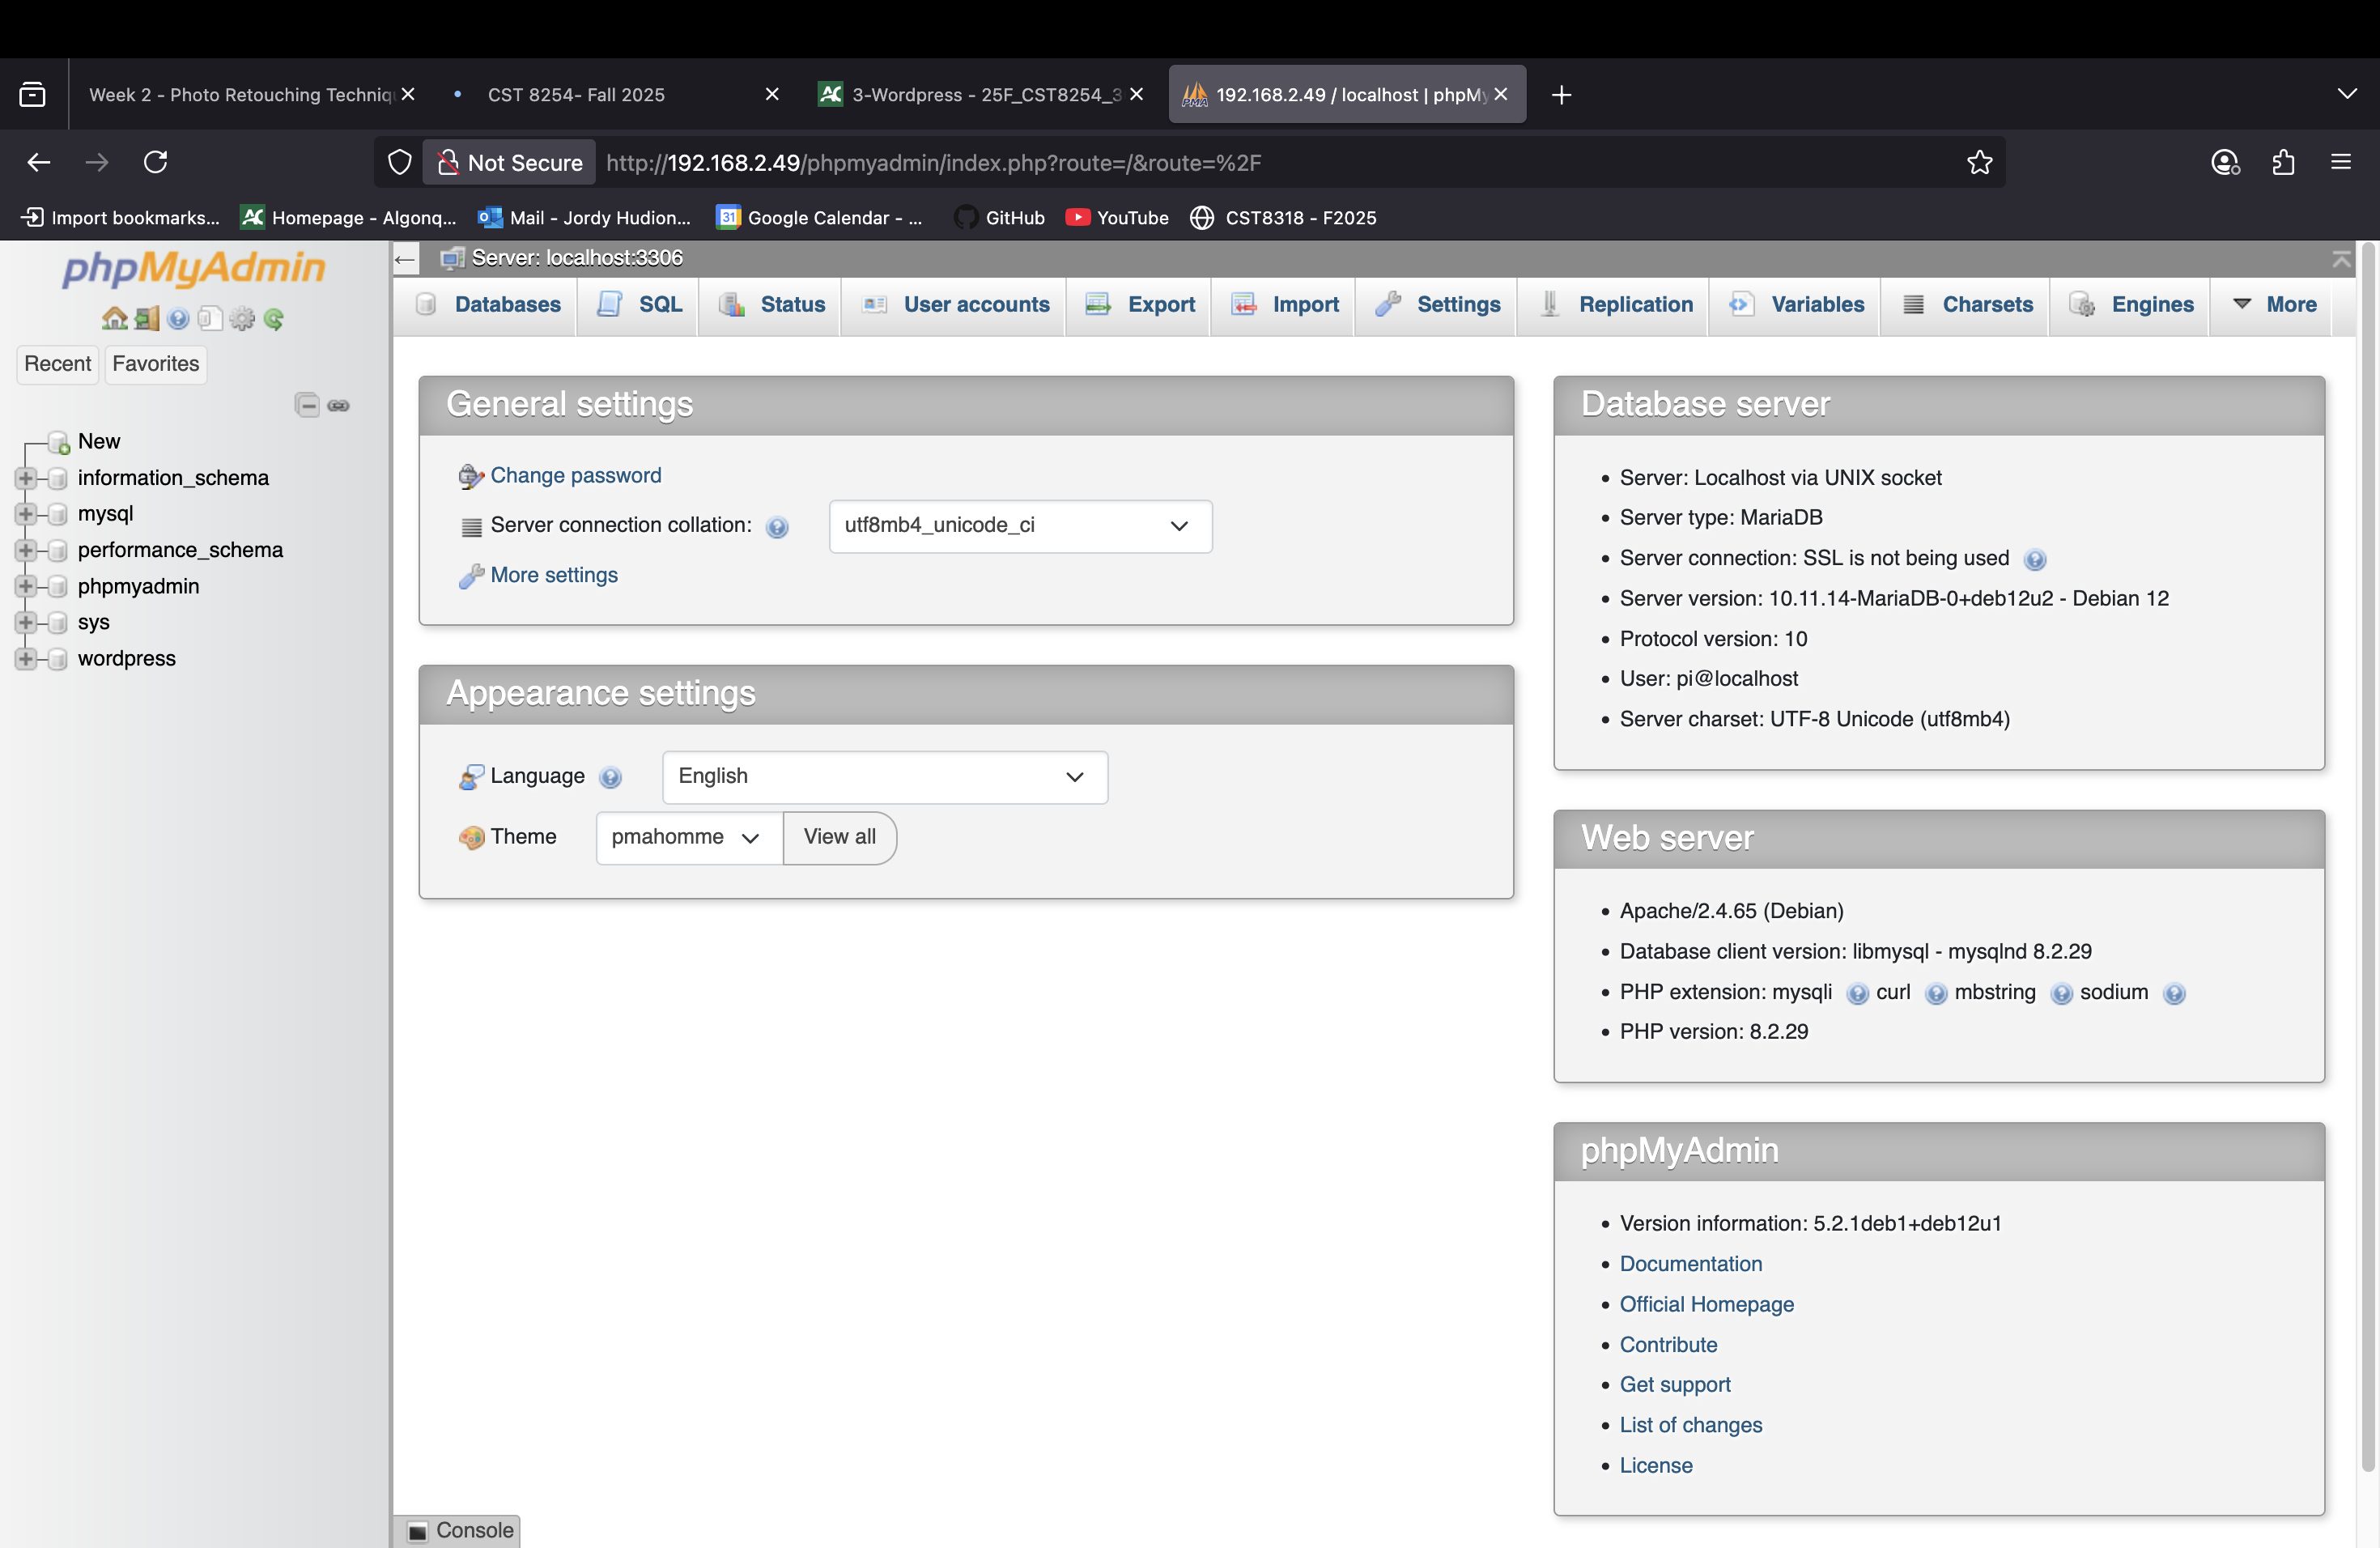 Week 2 - Photo Retouching Techniq
CST 8254- Fall 2025
3-Wordpress - 25F_CST8254_3
192.168.2.49 / localhost | phpMy
Not Secure
http://192.168.2.49/phpmyadmin/index.php?route=/&route=%2F
Import bookmarks...
Homepage - Algonq...
Mail - Jordy Hudion...
31
Google Calendar - ...
GitHub
YouTube
CST8318 - F2025
phpMyAdmin
Recent
Favorites
New
information_schema
mysql
performance_schema
phpmyadmin
sys
wordpress
Server: localhost:3306
Databases
SQL
Status
User accounts
Export
Import
Settings
Replication
Variables
Charsets
Engines
More
General settings
Change password
Server connection collation:
utf8mb4_unicode_ci
More settings
Appearance settings
Language
English
Theme
pmahomme
View all
Database server
Server: Localhost via UNIX socket
Server type: MariaDB
Server connection: SSL is not being used
Server version: 10.11.14-MariaDB-0+deb12u2 - Debian 12
Protocol version: 10
User: pi@localhost
Server charset: UTF-8 Unicode (utf8mb4)
Web server
Apache/2.4.65 (Debian)
Database client version: libmysql - mysqlnd 8.2.29
PHP extension: mysqli curl mbstring sodium
PHP version: 8.2.29
phpMyAdmin
Version information: 5.2.1deb1+deb12u1
Documentation
Official Homepage
Contribute
Get support
List of changes
License
Console